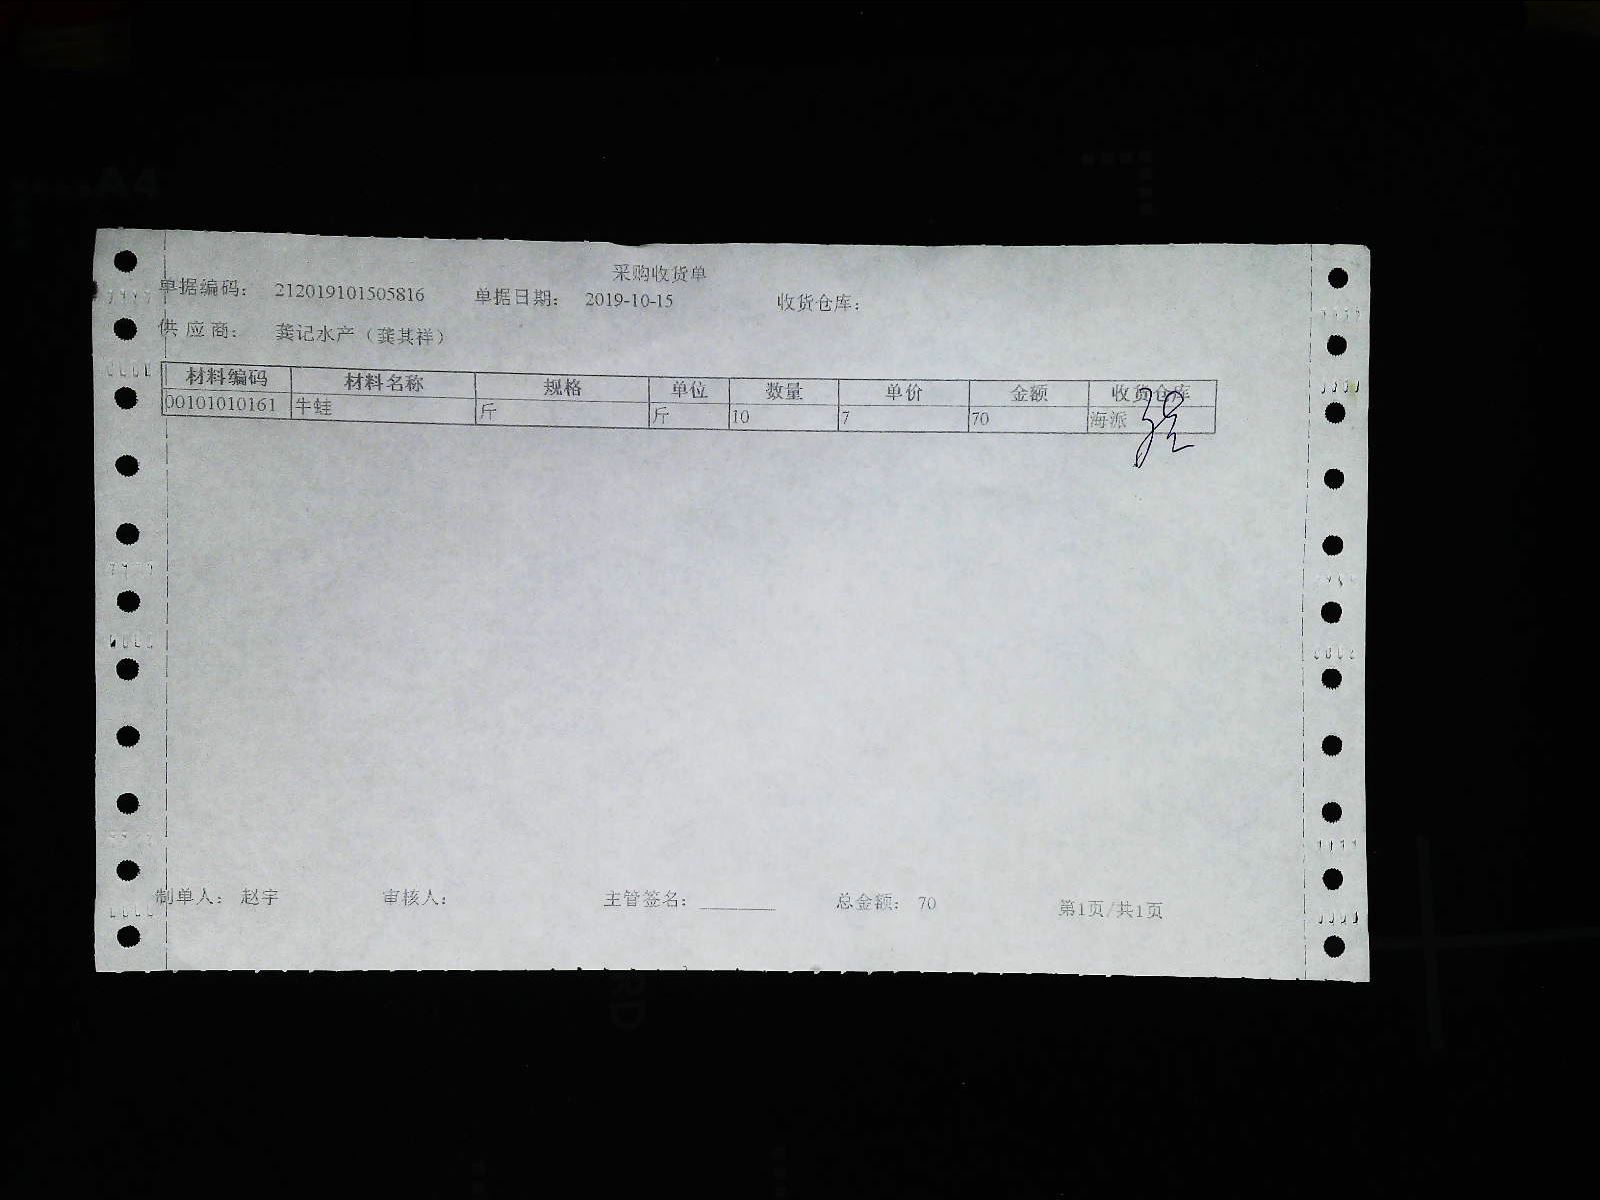 采购收货单
单据编码： 212019101505816 单据日期： 2019-10-15 收货仓库：
供应商： 龚记水产（龚其祥）
材料编码 材料名称 规格 单位 数量 单价 金额 收货仓库
00101010161 牛蛙 斤 斤 10 7 70 海派
制单人： 赵宇 审核人： 主管签名： ________ 总金额： 70 第1页/共1页